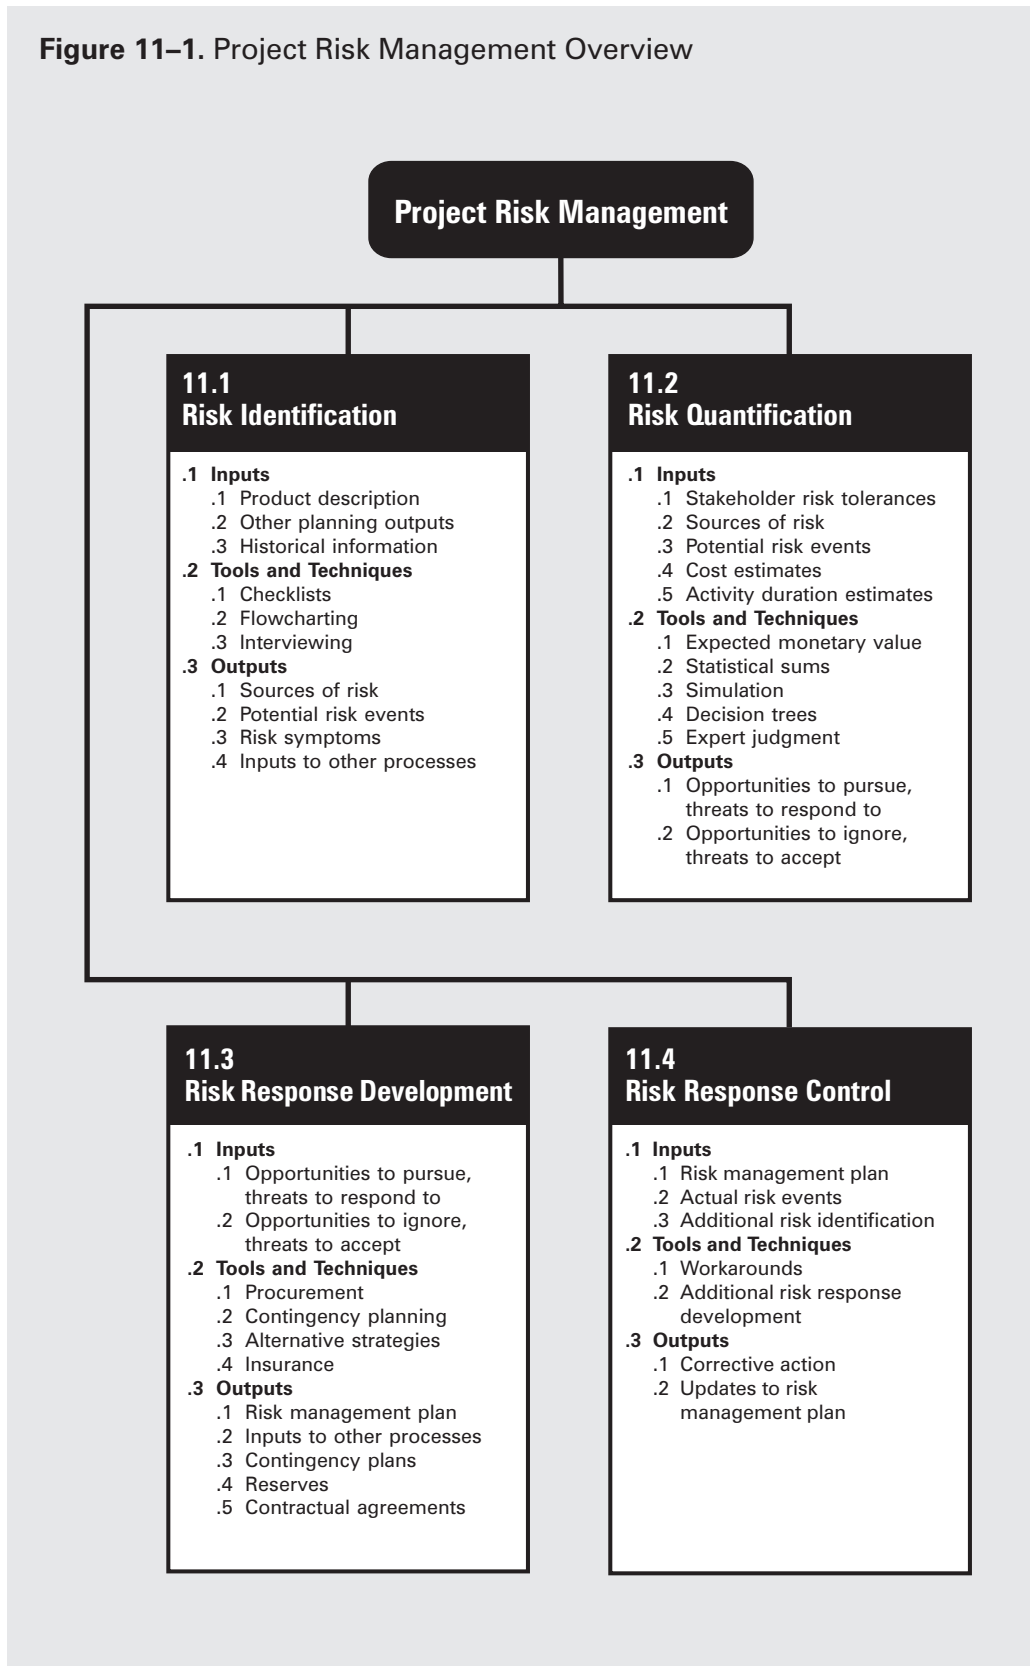 Figure 11–1. Project Risk Management Overview
Project Risk Management
11.1
Risk Identification
.1 Inputs
.1 Product description
.2 Other planning outputs
.3 Historical information
.2 Tools and Techniques
.1 Checklists
.2 Flowcharting
.3 Interviewing
.3 Outputs
.1 Sources of risk
.2 Potential risk events
.3 Risk symptoms
.4 Inputs to other processes
11.2
Risk Quantification
.1 Inputs
.1 Stakeholder risk tolerances
.2 Sources of risk
.3 Potential risk events
.4 Cost estimates
.5 Activity duration estimates
.2 Tools and Techniques
.1 Expected monetary value
.2 Statistical sums
.3 Simulation
.4 Decision trees
.5 Expert judgment
.3 Outputs
.1 Opportunities to pursue,
threats to respond to
.2 Opportunities to ignore,
threats to accept
11.3
Risk Response Development
.1 Inputs
.1 Opportunities to pursue,
threats to respond to
.2 Opportunities to ignore,
threats to accept
.2 Tools and Techniques
.1 Procurement
.2 Contingency planning
.3 Alternative strategies
.4 Insurance
.3 Outputs
.1 Risk management plan
.2 Inputs to other processes
.3 Contingency plans
.4 Reserves
.5 Contractual agreements
11.4
Risk Response Control
.1 Inputs
.1 Risk management plan
.2 Actual risk events
.3 Additional risk identification
.2 Tools and Techniques
.1 Workarounds
.2 Additional risk response
development
.3 Outputs
.1 Corrective action
.2 Updates to risk
management plan